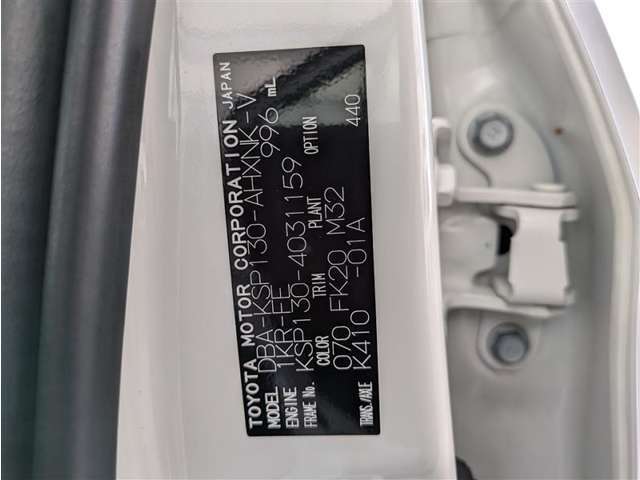 TOYOTA MOTOR CORPORATION JAPAN
MODEL DBA-KSP130-AHXNK-V
ENGINE 1KR-FE 996 mL
FRAME No. KSP130-4031159
COLOR TRIM PLANT OPTION
070 FK20 M32 440
TRANS./AXLE K410 -01A